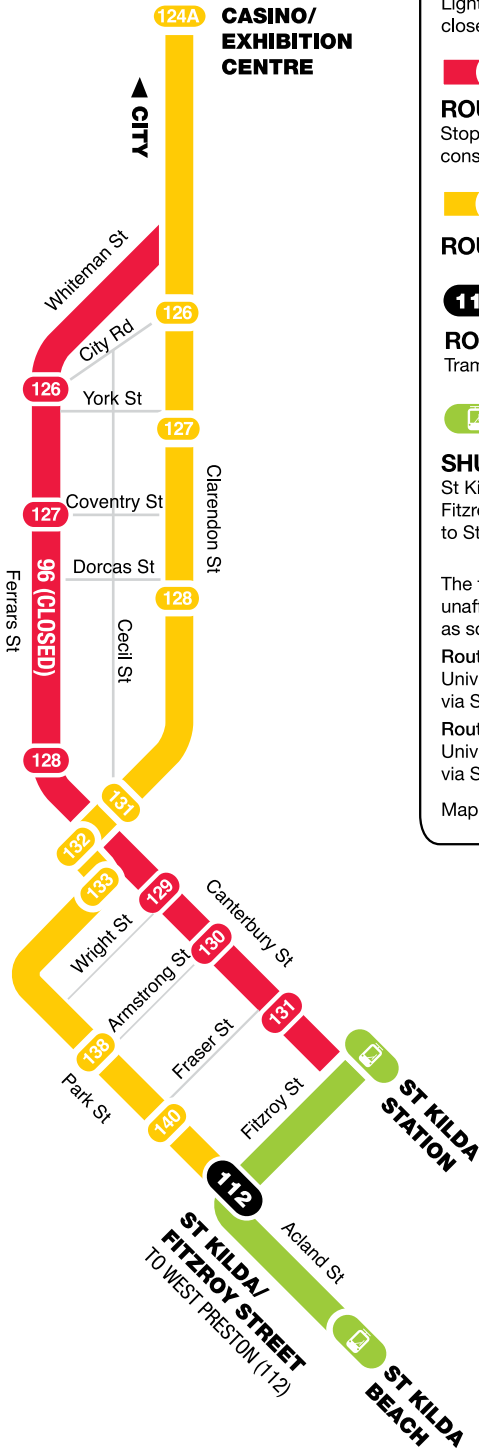 124A
CASINO/
EXHIBITION
CENTRE
◄ CITY
Whiteman St
126
City Rd
126
York St
127
Clarendon St
127
Coventry St
Dorcas St
128
Ferrars St
96 (CLOSED)
Cecil St
128
131
132
133
129
Canterbury St
Wright St
130
Armstrong St
131
138
Fraser St
Park St
140
Fitzroy St
ST KILDA
STATION
112
ST KILDA/
FITZROY STREET
TO WEST PRESTON (112)
Acland St
ST KILDA
BEACH
close
ROU
Stop
cons
ROU
11
RO
Tram
SHU
St Ki
Fitzr
to St
The
unaff
as sc
Rout
Univ
via S
Rout
Univ
via S
Map